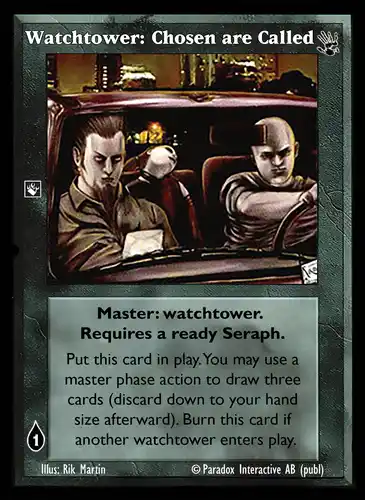 Watchtower: Chosen are Called
Master: watchtower.
Requires a ready Seraph.
Put this card in play. You may use a
master phase action to draw three
cards (discard down to your hand
size afterward). Burn this card if
another watchtower enters play.
1
Illus: Rik Martin © Paradox Interactive AB (publ)